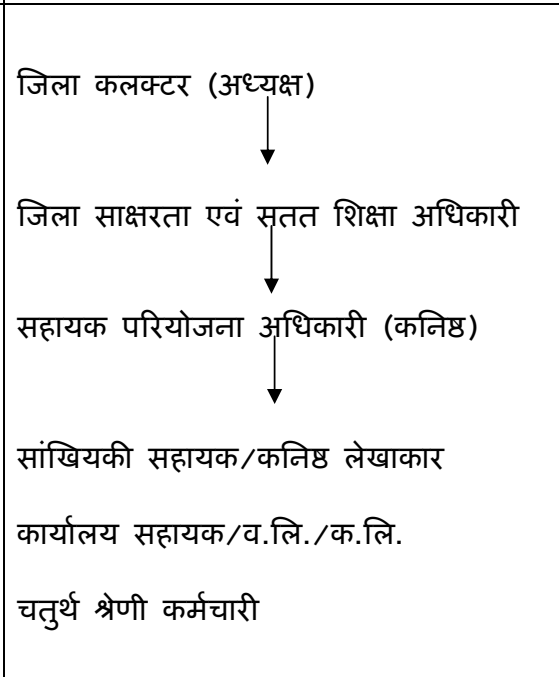 जिला कलक्टर (अध्यक्ष)
जिला साक्षरता एवं सतत शिक्षा अधिकारी
सहायक परियोजना अधिकारी (कनिष्ठ)
सांखियकी सहायक/कनिष्ठ लेखाकार
कार्यालय सहायक/व.लि./क.लि.
चतुर्थ श्रेणी कर्मचारी